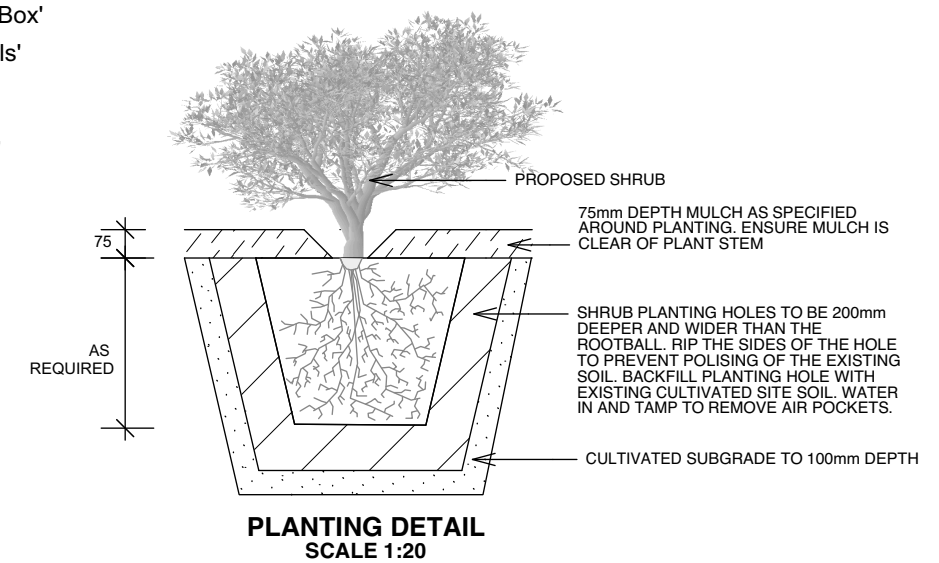 Box'
ls'
PROPOSED SHRUB
75mm DEPTH MULCH AS SPECIFIED
AROUND PLANTING. ENSURE MULCH IS
CLEAR OF PLANT STEM
75
SHRUB PLANTING HOLES TO BE 200mm
DEEPER AND WIDER THAN THE
ROOTBALL. RIP THE SIDES OF THE HOLE
TO PREVENT POLISING OF THE EXISTING
SOIL. BACKFILL PLANTING HOLE WITH
EXISTING CULTIVATED SITE SOIL. WATER
IN AND TAMP TO REMOVE AIR POCKETS.
AS
REQUIRED
CULTIVATED SUBGRADE TO 100mm DEPTH
PLANTING DETAIL
SCALE 1:20